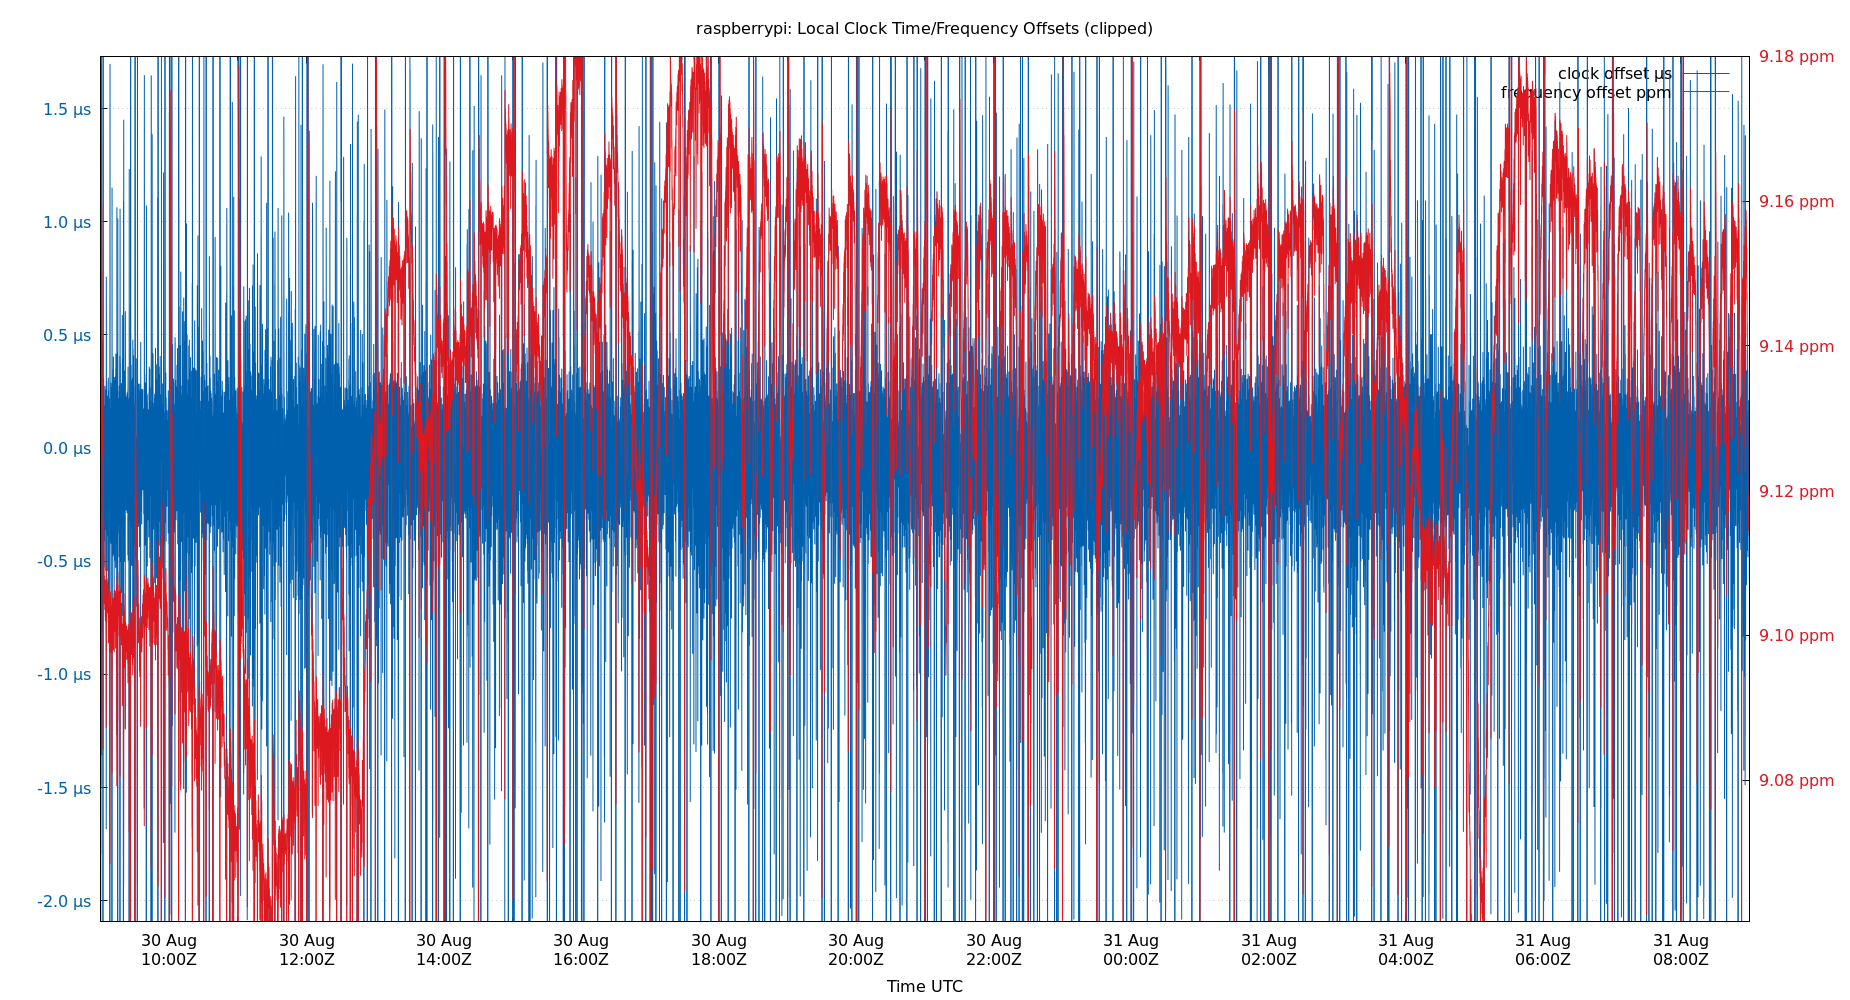 raspberrypi: Local Clock Time/Frequency Offsets (clipped)
clock offset µs
frequency offset ppm
1.5 µs
1.0 µs
0.5 µs
0.0 µs
-0.5 µs
-1.0 µs
-1.5 µs
-2.0 µs
9.18 ppm
9.16 ppm
9.14 ppm
9.12 ppm
9.10 ppm
9.08 ppm
30 Aug 30 Aug 30 Aug 30 Aug 30 Aug 30 Aug 30 Aug 31 Aug 31 Aug 31 Aug 31 Aug 31 Aug
10:00Z 12:00Z 14:00Z 16:00Z 18:00Z 20:00Z 22:00Z 00:00Z 02:00Z 04:00Z 06:00Z 08:00Z
Time UTC